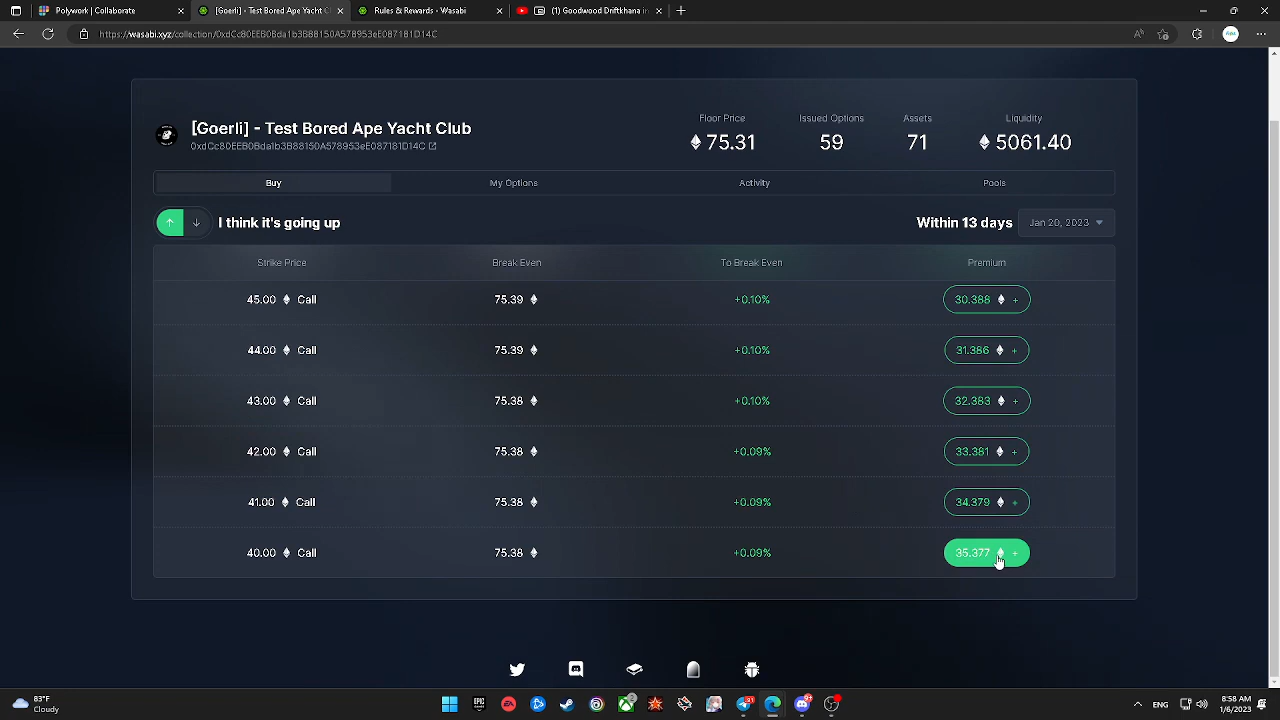 Polywork | Collaborate
[Goerli] - Test Bored Ape Yacht Cl
Rules & Rewards - Wasabi
(1) Goodwood Driftkhana in
https://wasabi.xyz/collection/0xdCc80EEB0Bda1b3B88150A578953eE087181D14C
[Goerli] - Test Bored Ape Yacht Club
0xdCc80EEB0Bda1b3B88150A578953eE087181D14C
Floor Price
75.31
Issued Options
59
Assets
71
Liquidity
5061.40
Buy
My Options
Activity
Pools
I think it's going up
Within 13 days
Jan 20, 2023
Strike Price
Break Even
To Break Even
Premium
45.00 Call 75.39 +0.10% 30.388 +
44.00 Call 75.39 +0.10% 31.386 +
43.00 Call 75.38 +0.10% 32.383 +
42.00 Call 75.38 +0.09% 33.381 +
41.00 Call 75.38 +0.09% 34.379 +
40.00 Call 75.38 +0.09% 35.377 +
83°F
Cloudy
ENG
8:58 AM
1/6/2023